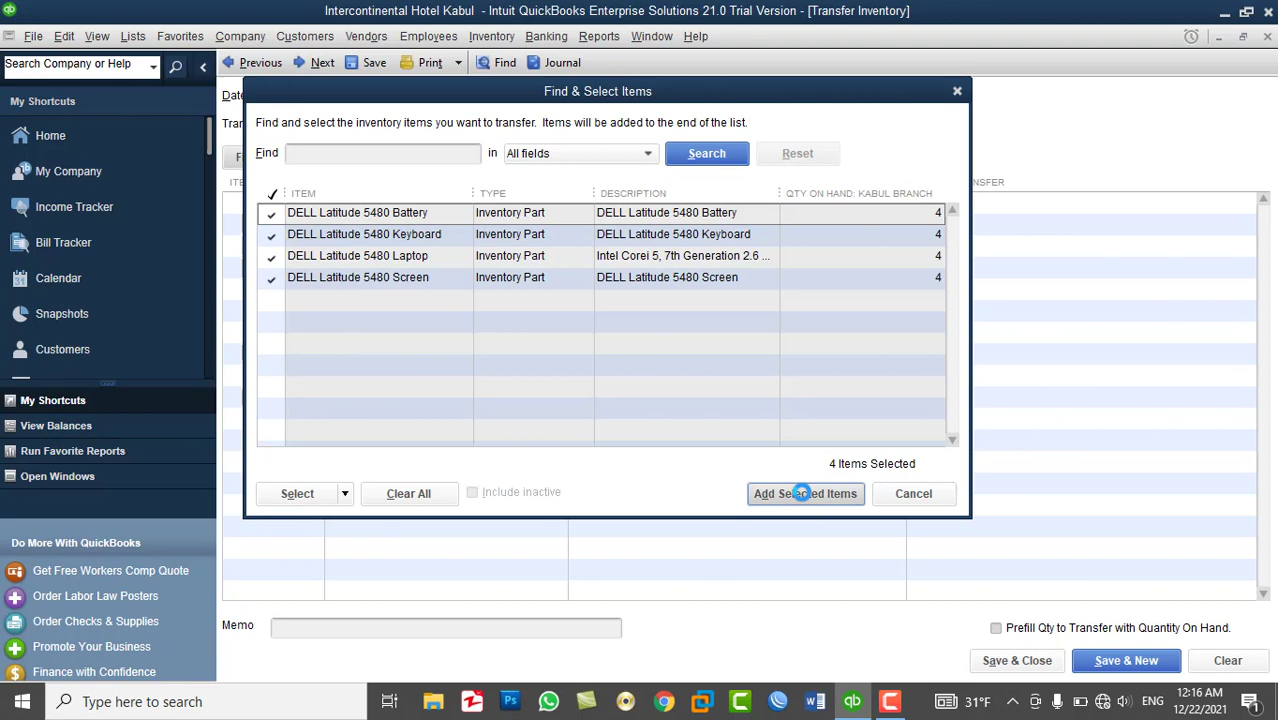 Intercontinental Hotel Kabul - Intuit QuickBooks Enterprise Solutions 21.0 Trial Version - [Transfer Inventory]
File Edit View Lists Favorites Company Customers Vendors Employees Inventory Banking Reports Window Help
Search Company or Help
Previous Next Save Print Find Journal
My Shortcuts
Home
My Company
Income Tracker
Bill Tracker
Calendar
Snapshots
Customers
My Shortcuts
View Balances
Run Favorite Reports
Open Windows
Do More With QuickBooks
Get Free Workers Comp Quote
Order Labor Law Posters
Order Checks & Supplies
Promote Your Business
Finance with Confidence
Find & Select Items
Find and select the inventory items you want to transfer. Items will be added to the end of the list.
Find in All fields Search Reset
ITEM TYPE DESCRIPTION QTY ON HAND: KABUL BRANCH
DELL Latitude 5480 Battery Inventory Part DELL Latitude 5480 Battery 4
DELL Latitude 5480 Keyboard Inventory Part DELL Latitude 5480 Keyboard 4
DELL Latitude 5480 Laptop Inventory Part Intel Corei 5, 7th Generation 2.6 ... 4
DELL Latitude 5480 Screen Inventory Part DELL Latitude 5480 Screen 4
4 Items Selected
Select Clear All Include inactive Add Selected Items Cancel
Memo
Prefill Qty to Transfer with Quantity On Hand.
Save & Close Save & New Clear
Type here to search
31°F ENG 12:16 AM
12/22/2021